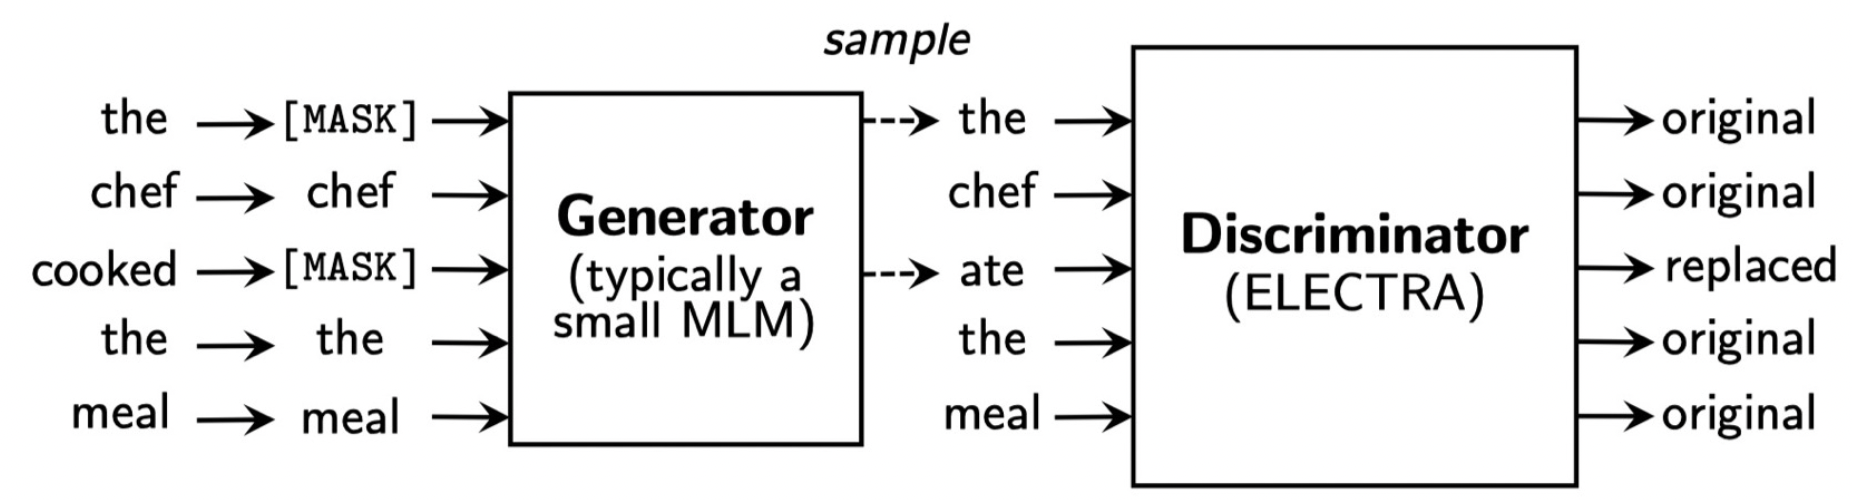 sample
the [MASK] the original
chef chef chef original
cooked [MASK] ate replaced
the the the original
meal meal meal original
Generator
(typically a
small MLM)
Discriminator
(ELECTRA)